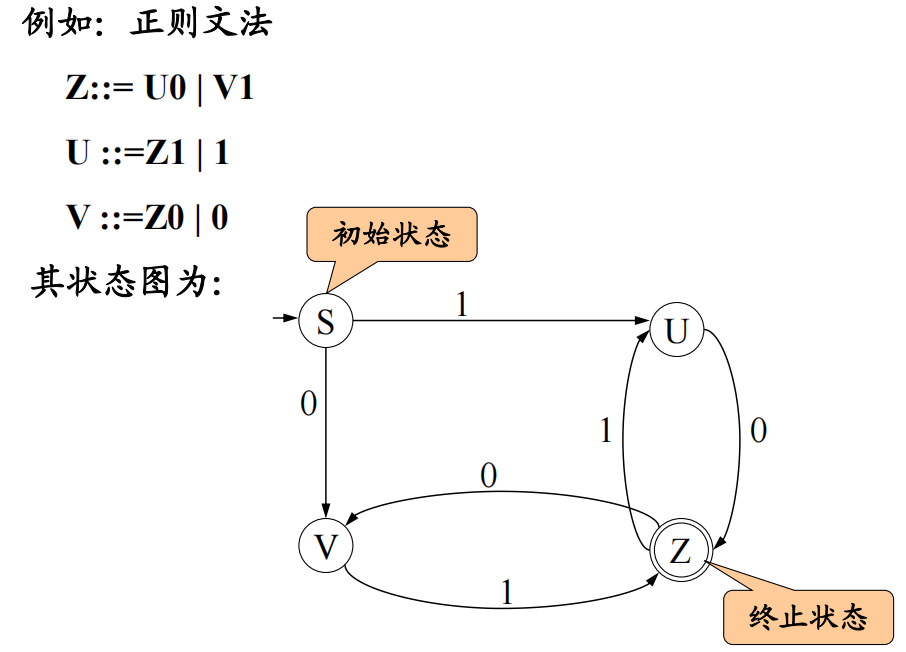 例如：正则文法
Z::= U0 | V1
U ::=Z1 | 1
V ::=Z0 | 0
初始状态
其状态图为：
S
1
U
0
1
0
0
V
Z
1
终止状态